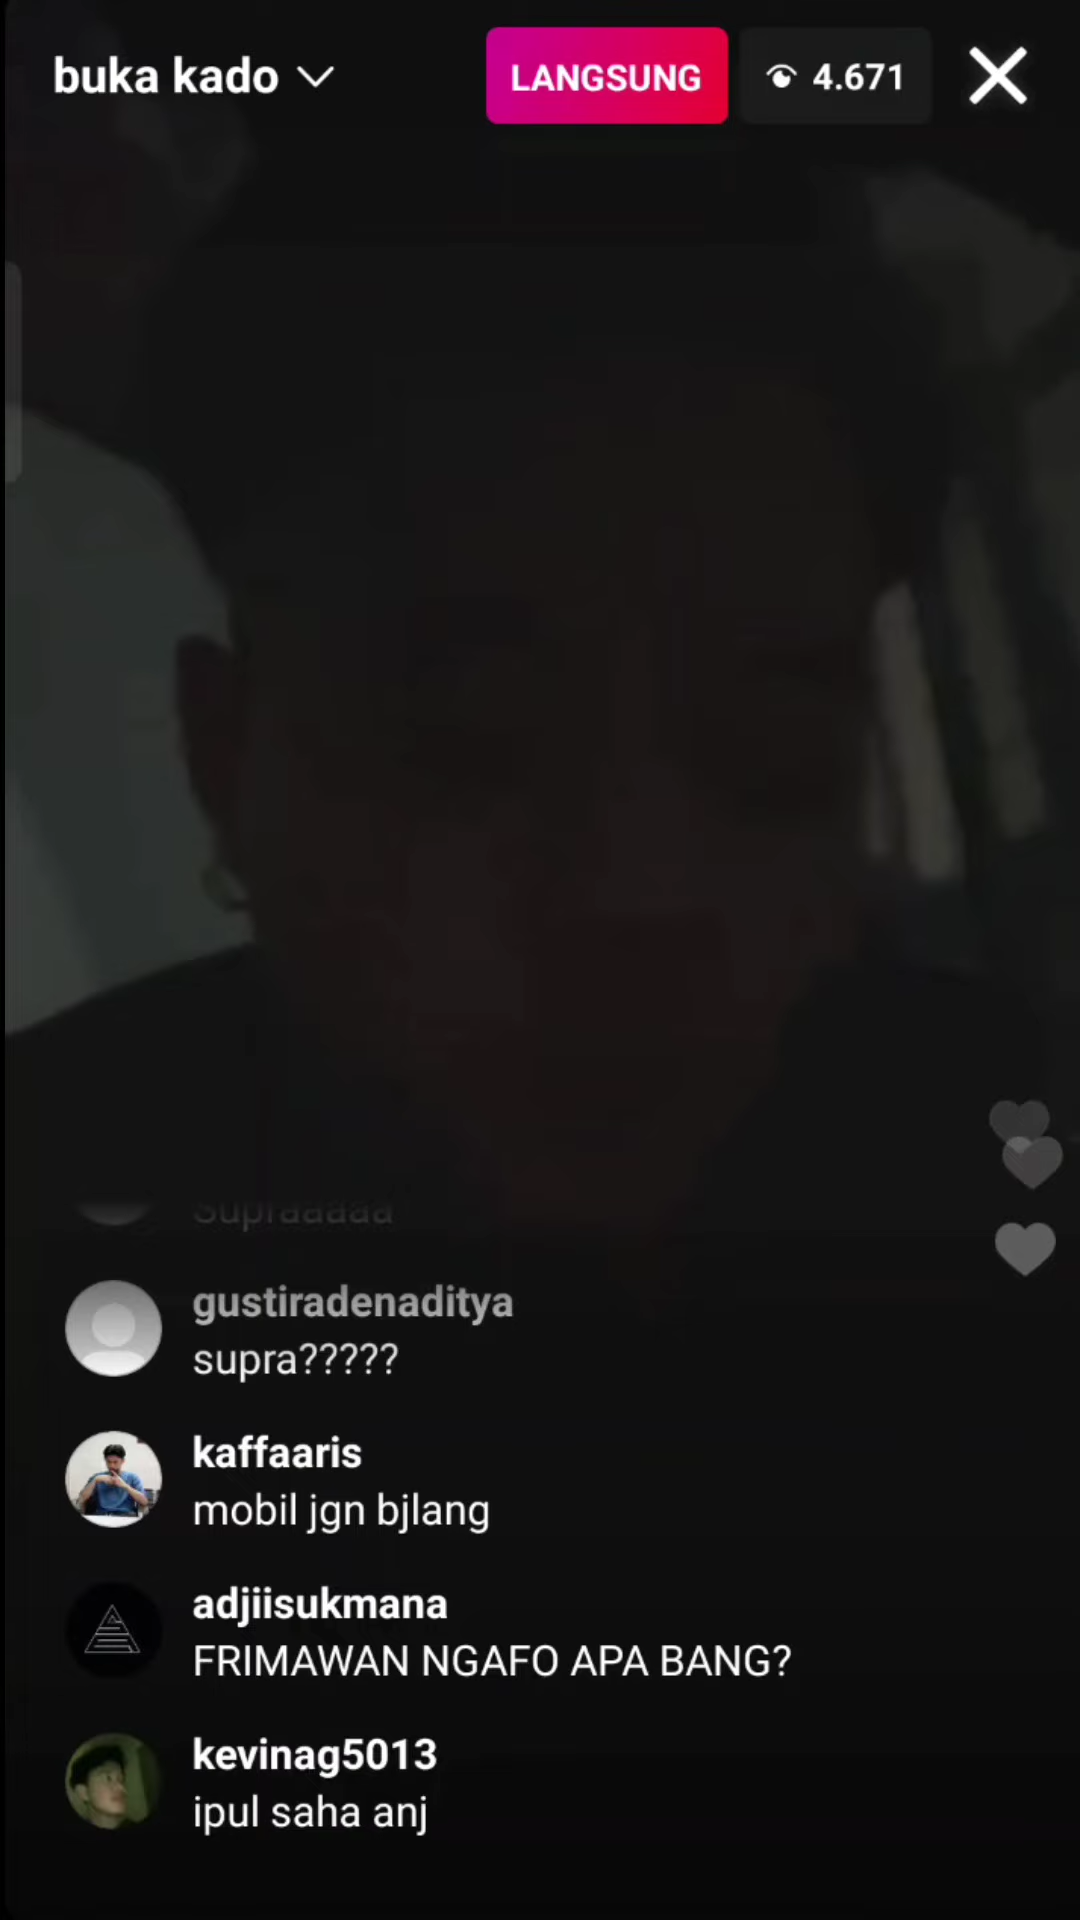 buka kado
LANGSUNG
4.671
Supraaaaa
gustiradenaditya
supra?????
kaffaaris
mobil jgn bjlang
adjiisukmana
FRIMAWAN NGAFO APA BANG?
kevinag5013
ipul saha anj